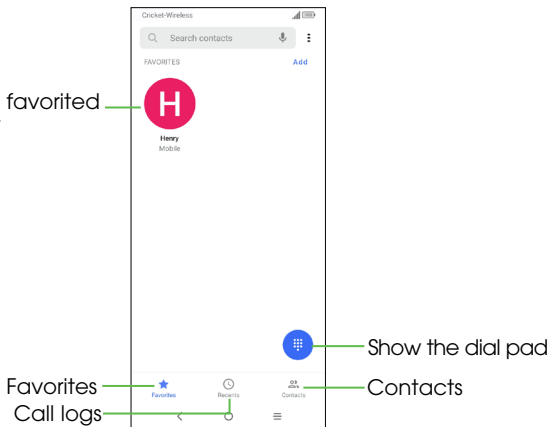 Cricket-Wireless
Search contacts
FAVORITES Add
favorited
H
Henry
Mobile
Show the dial pad
Favorites
Favorites Recents Contacts
Contacts
Call logs